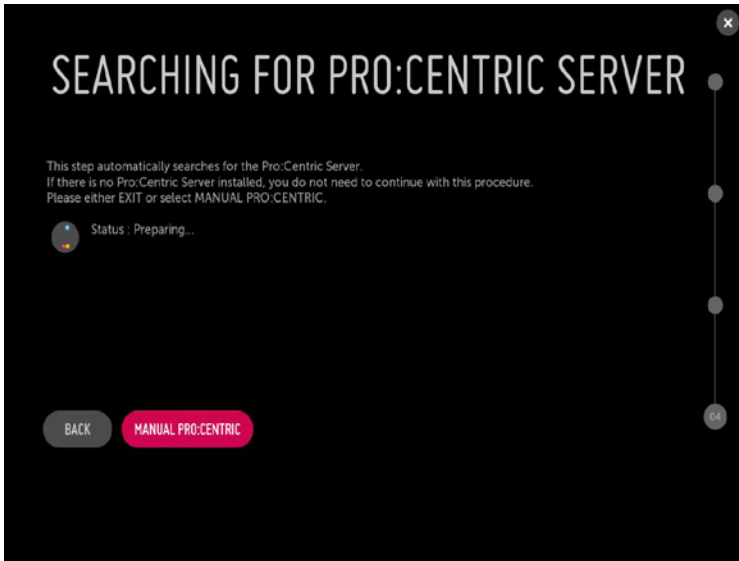 SEARCHING FOR PRO:CENTRIC SERVER
This step automatically searches for the Pro:Centric Server.
If there is no Pro:Centric Server installed, you do not need to continue with this procedure.
Please either EXIT or select MANUAL PRO:CENTRIC.
Status : Preparing...
BACK MANUAL PRO:CENTRIC
04